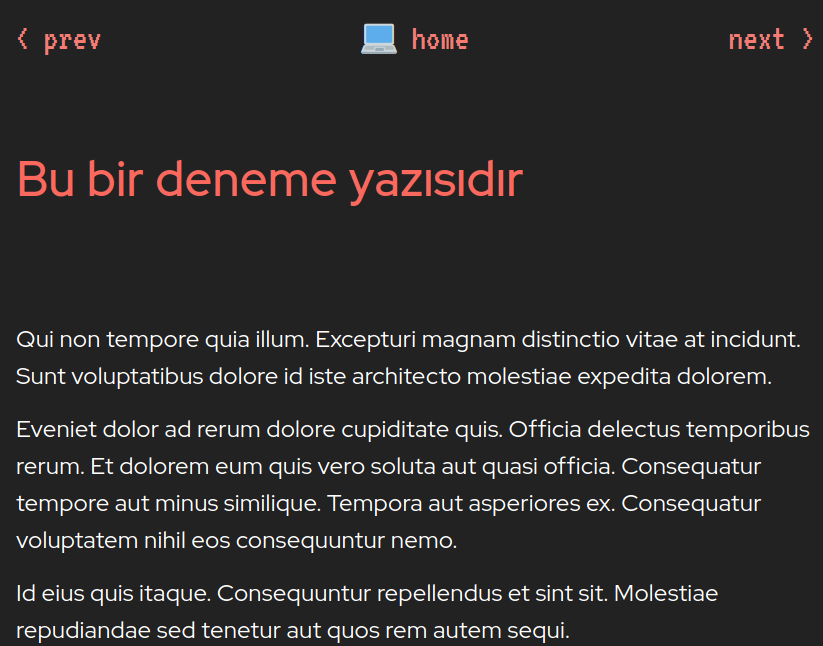 < prev
💻 home
next >
Bu bir deneme yazısıdır
Qui non tempore quia illum. Excepturi magnam distinctio vitae at incidunt.
Sunt voluptatibus dolore id iste architecto molestiae expedita dolorem.
Eveniet dolor ad rerum dolore cupiditate quis. Officia delectus temporibus
rerum. Et dolorem eum quis vero soluta aut quasi officia. Consequatur
tempore aut minus similique. Tempora aut asperiores ex. Consequatur
voluptatem nihil eos consequuntur nemo.
Id eius quis itaque. Consequuntur repellendus et sint sit. Molestiae
repudiandae sed tenetur aut quos rem autem sequi.